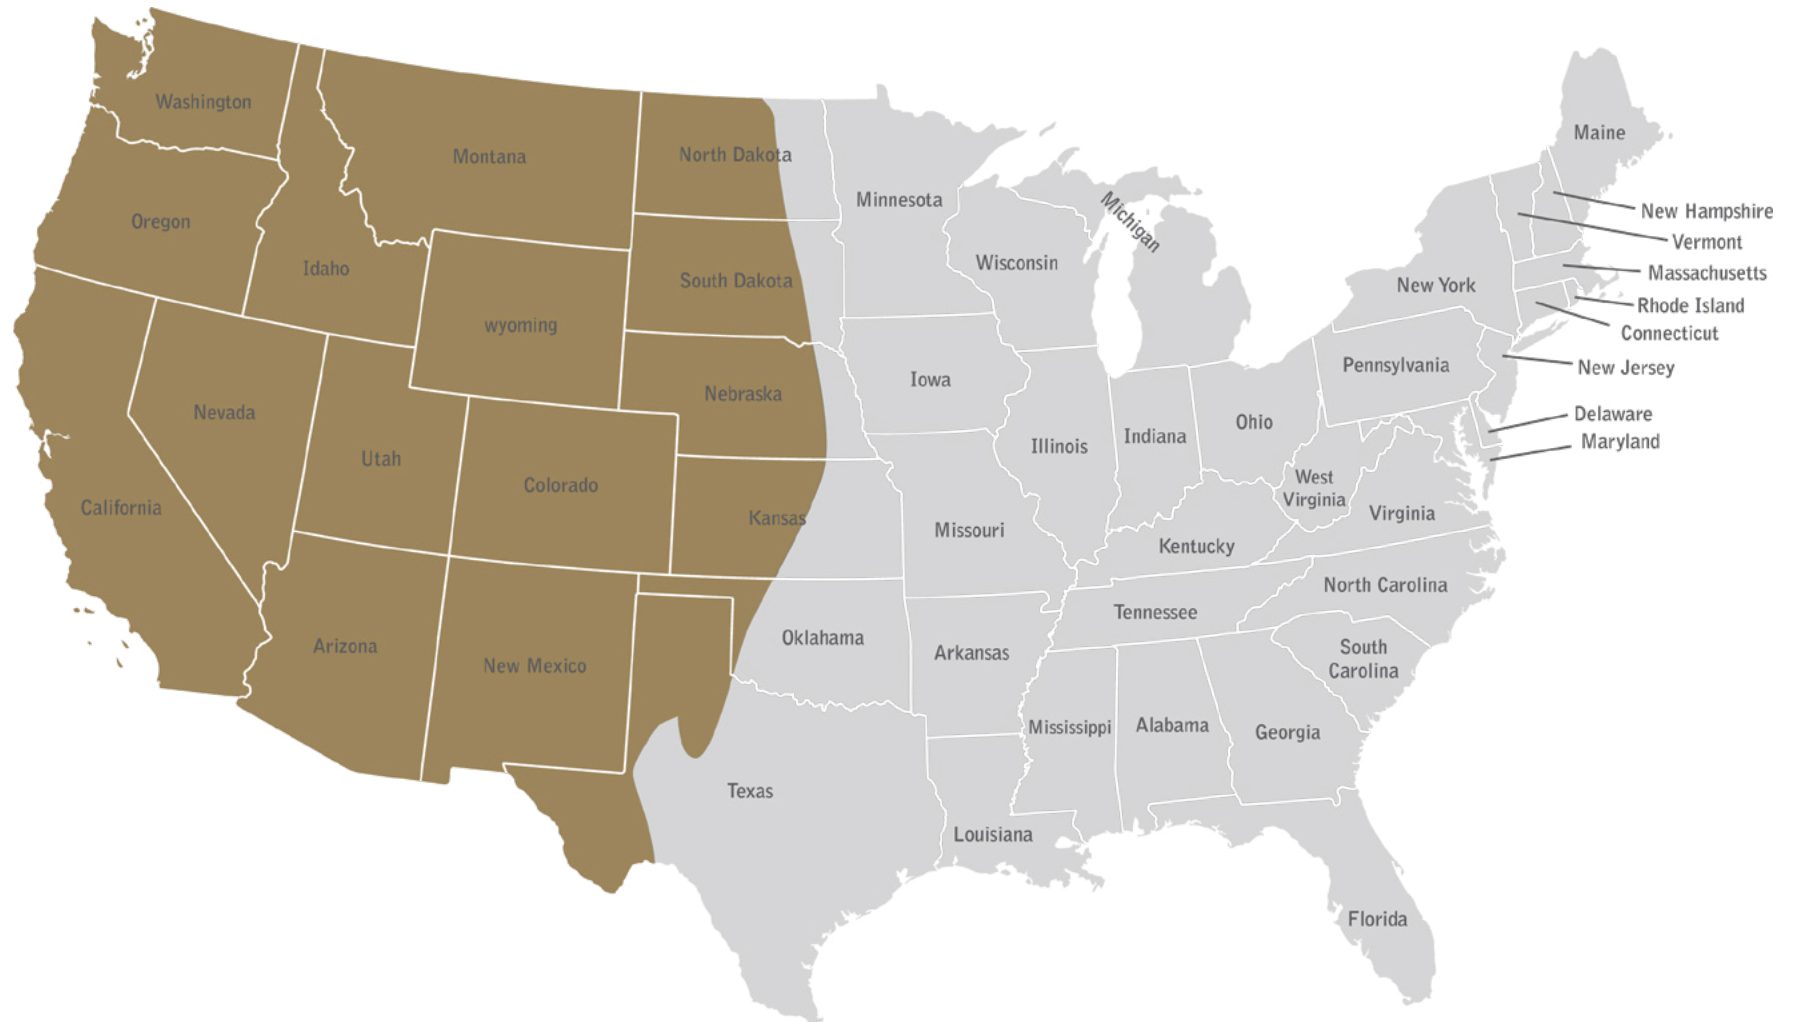 Washington
Montana
North Dakota
Minnesota
Maine
Oregon
Idaho
South Dakota
Wisconsin
Michigan
New York
New Hampshire
Vermont
Massachusetts
Rhode Island
Connecticut
wyoming
Nebraska
Iowa
Pennsylvania
New Jersey
Nevada
Utah
Colorado
Illinois
Indiana
Ohio
Delaware
Maryland
California
Kansas
Missouri
West
Virginia
Virginia
Kentucky
Arizona
New Mexico
Oklahoma
Arkansas
Tennessee
North Carolina
South
Carolina
Texas
Louisiana
Mississippi
Alabama
Georgia
Florida